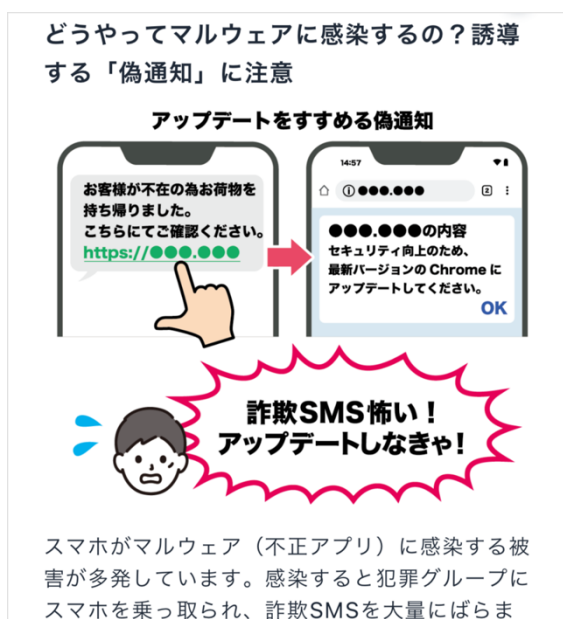 どうやってマルウェアに感染するの？誘導
する「偽通知」に注意
アップデートをすすめる偽通知
お客様が不在の為お荷物を
持ち帰りました。
こちらにてご確認ください。
https://●●●.●●●
14:57
●●●.●●●
2
●●●.●●●の内容
セキュリティ向上のため、
最新バージョンの Chrome に
アップデートしてください。
OK
詐欺SMS怖い！
アップデートしなきゃ！
スマホがマルウェア（不正アプリ）に感染する被
害が多発しています。感染すると犯罪グループに
スマホを乗っ取られ、詐欺SMSを大量にばらま